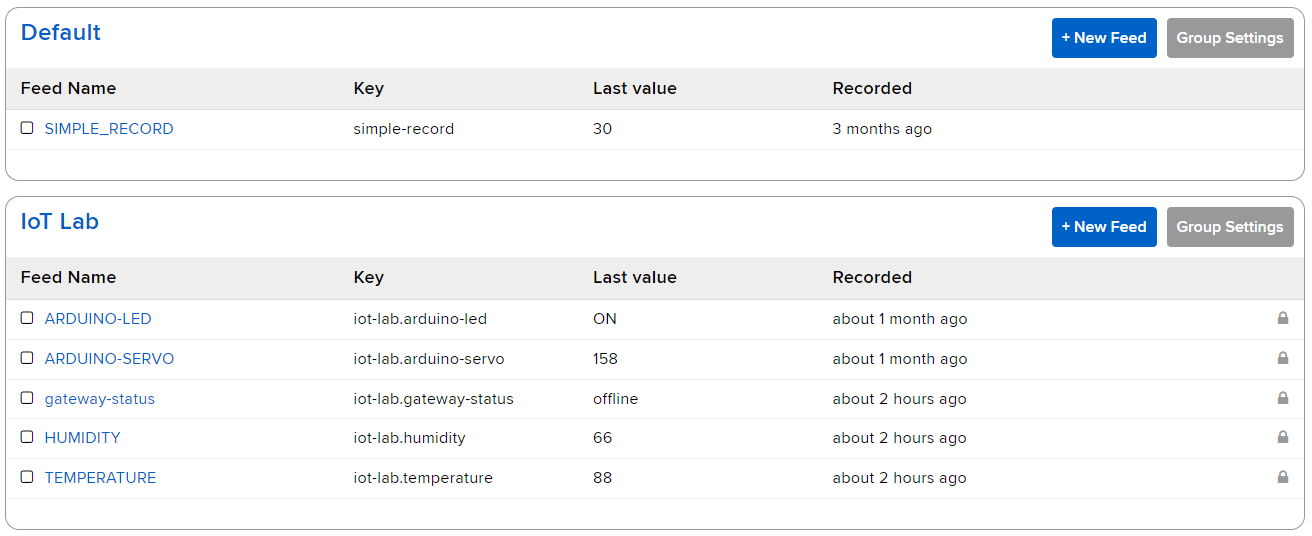 Default
+ New Feed Group Settings
Feed Name Key Last value Recorded
SIMPLE_RECORD simple-record 30 3 months ago
IoT Lab
+ New Feed Group Settings
Feed Name Key Last value Recorded
ARDUINO-LED iot-lab.arduino-led ON about 1 month ago
ARDUINO-SERVO iot-lab.arduino-servo 158 about 1 month ago
gateway-status iot-lab.gateway-status offline about 2 hours ago
HUMIDITY iot-lab.humidity 66 about 2 hours ago
TEMPERATURE iot-lab.temperature 88 about 2 hours ago